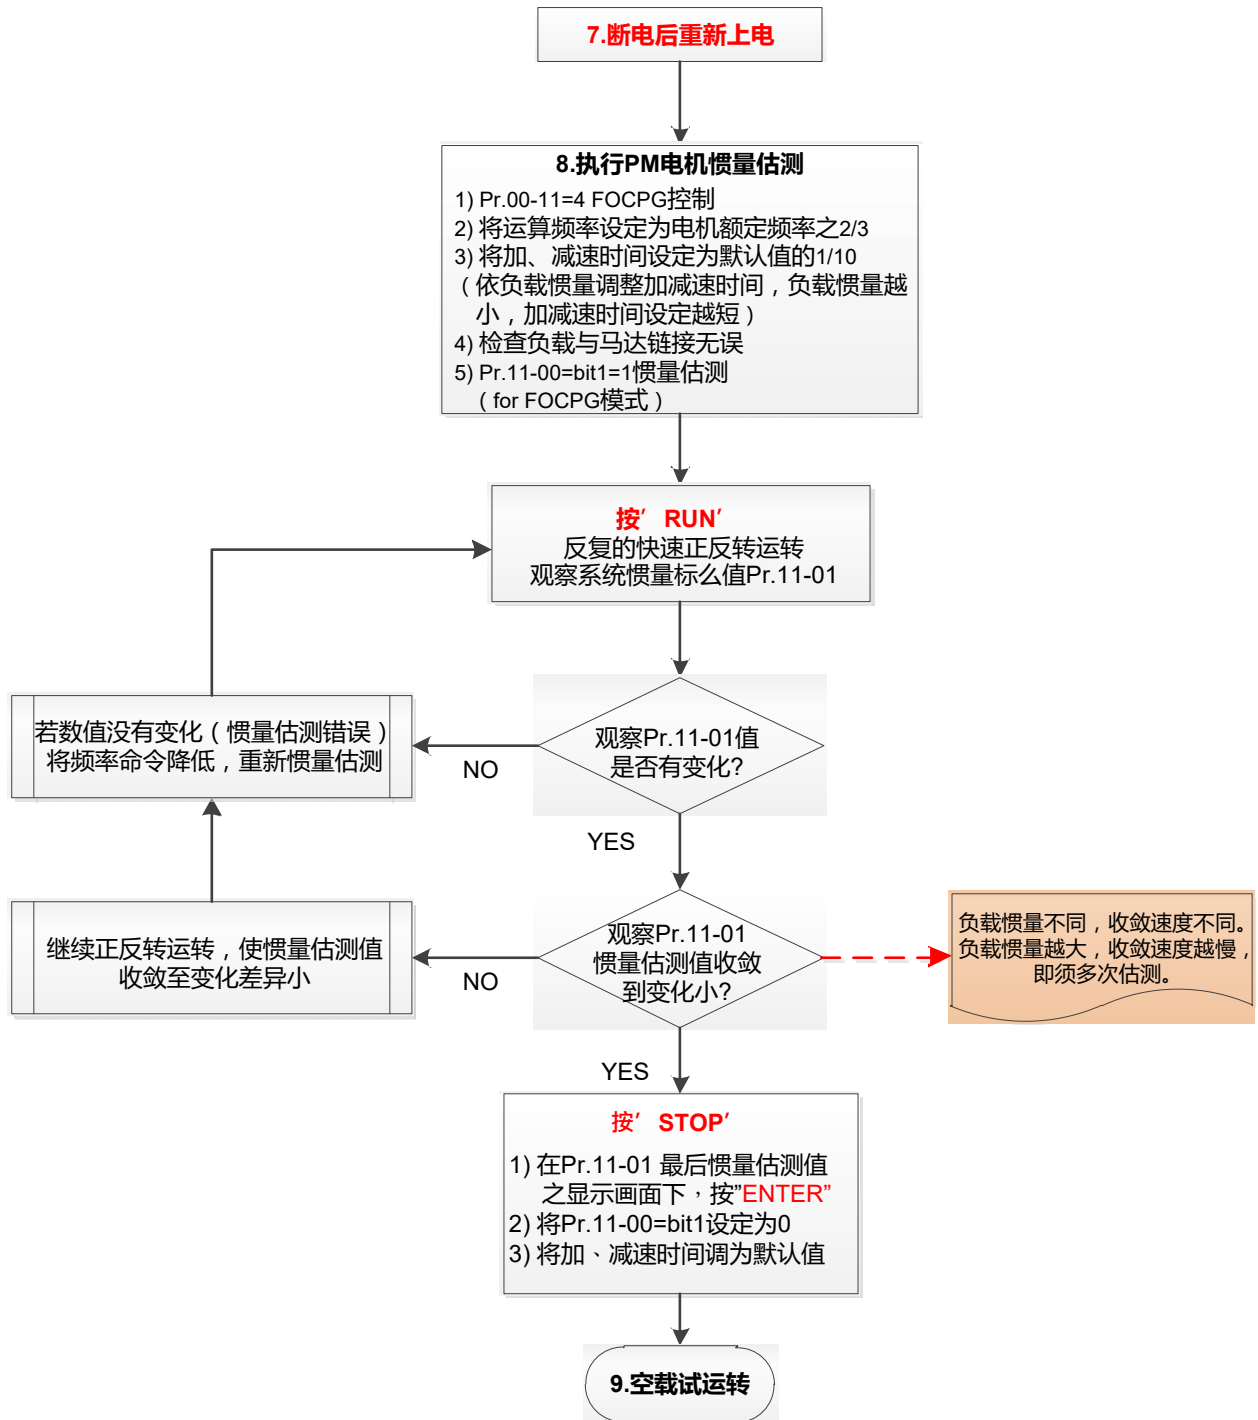 7.断电后重新上电
8.执行PM电机惯量估测
1) Pr.00-11=4 FOCPG控制
2) 将运算频率设定为电机额定频率之2/3
3) 将加、减速时间设定为默认值的1/10
（依负载惯量调整加减速时间，负载惯量越
小，加减速时间设定越短）
4) 检查负载与马达链接无误
5) Pr.11-00=bit1=1惯量估测
（for FOCPG模式）
按’RUN’
反复的快速正反转运转
观察系统惯量标么值Pr.11-01
若数值没有变化（惯量估测错误）
将频率命令降低，重新惯量估测
NO
观察Pr.11-01值
是否有变化?
YES
继续正反转运转，使惯量估测值
收敛至变化差异小
NO
观察Pr.11-01
惯量估测值收敛
到变化小?
负载惯量不同，收敛速度不同。
负载惯量越大，收敛速度越慢，
即须多次估测。
YES
按’STOP’
1) 在Pr.11-01 最后惯量估测值
之显示画面下，按”ENTER”
2) 将Pr.11-00=bit1设定为0
3) 将加、减速时间调为默认值
9.空载试运转